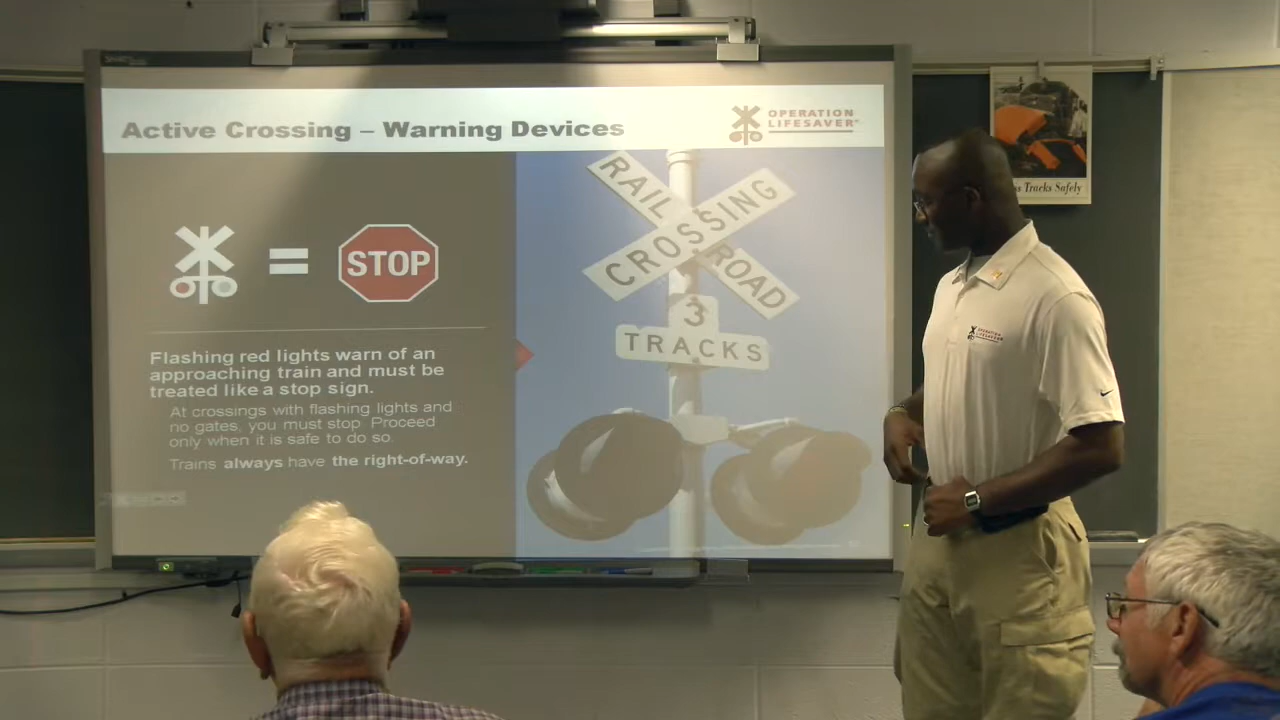 Active Crossing – Warning Devices
OPERATION
LIFESAVER
STOP
Flashing red lights warn of an
approaching train and must be
treated like a stop sign.
At crossings with flashing lights and
no gates, you must stop. Proceed
only when it is safe to do so.
Trains always have the right-of-way.
RAIL ROAD
CROSSING
3
TRACKS
Tracks Safely
OPERATION
LIFESAVER